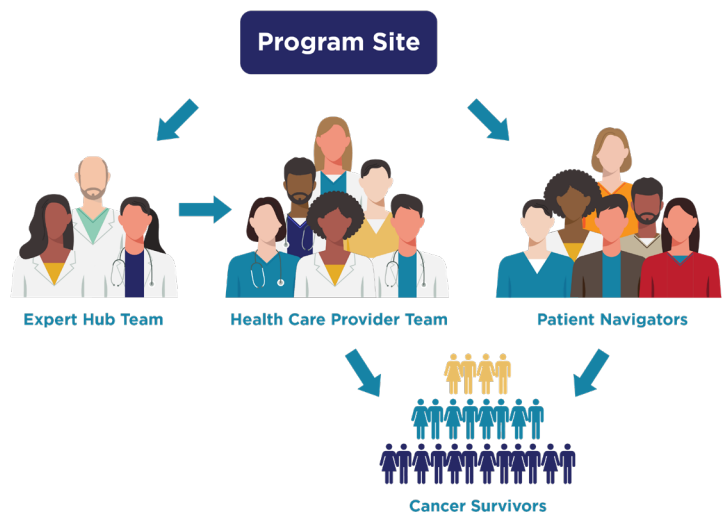 Program Site
Expert Hub Team
Health Care Provider Team
Patient Navigators
Cancer Survivors